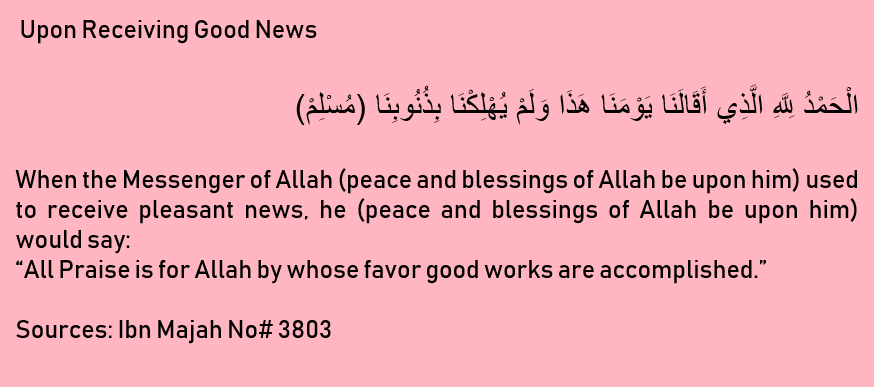 Upon Receiving Good News
الْحَمْدُ لِلَّهِ الَّذِي أَقَالَنَا يَوْمَنَا هَذَا وَلَمْ يُهْلِكْنَا بِذُنُوبِنَا (مُسْلِمْ)
When the Messenger of Allah (peace and blessings of Allah be upon him) used
to receive pleasant news, he (peace and blessings of Allah be upon him)
would say:
“All Praise is for Allah by whose favor good works are accomplished.”
Sources: Ibn Majah No# 3803